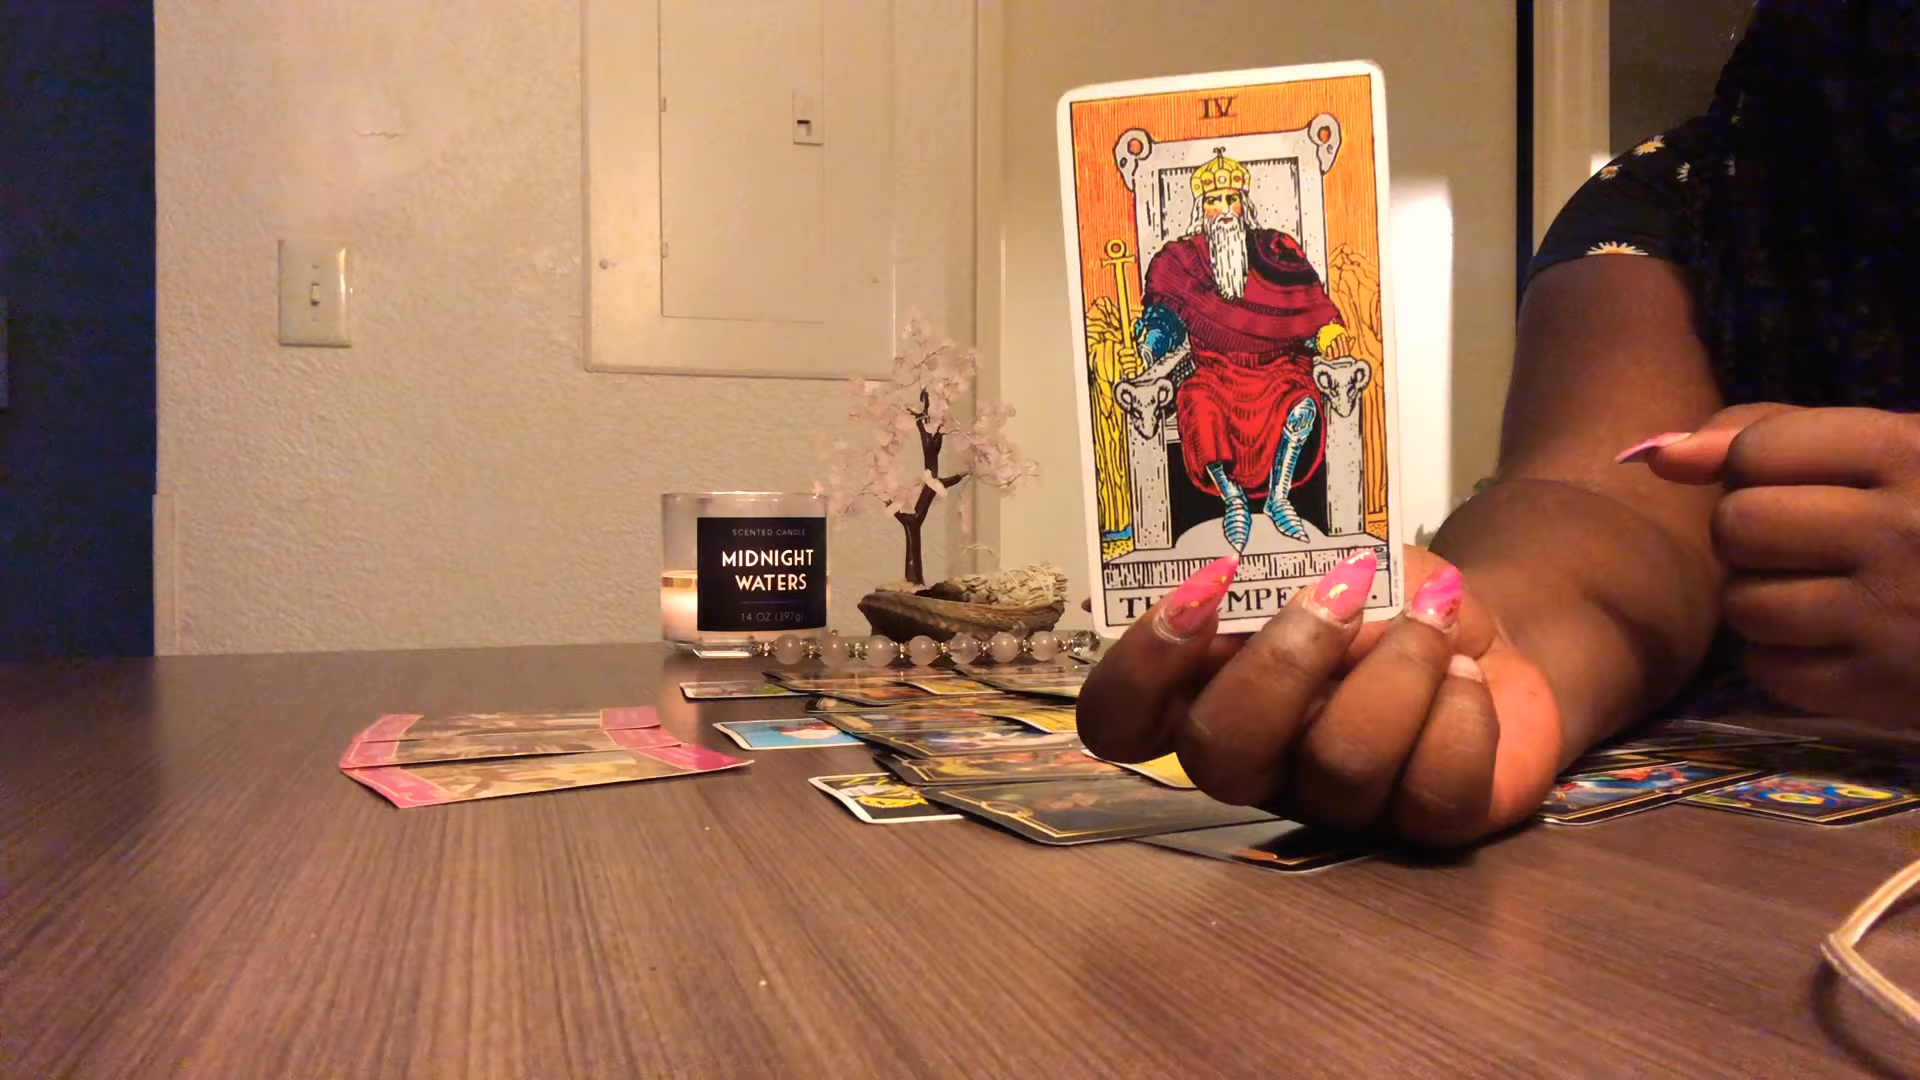 IV
SCENTED CANDLE
MIDNIGHT
WATERS
14 OZ (397g)